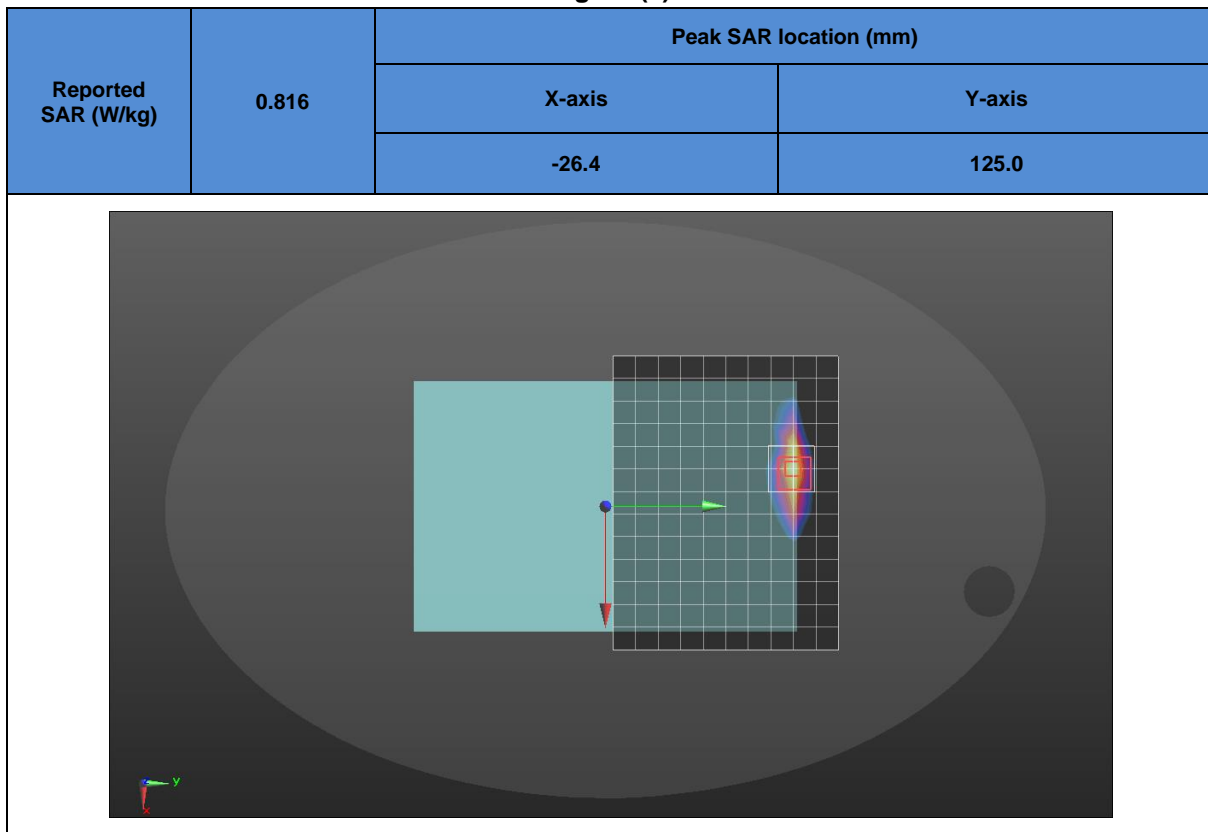 Peak SAR location (mm)
Reported
SAR (W/kg)
0.816
X-axis
Y-axis
-26.4
125.0
y
x